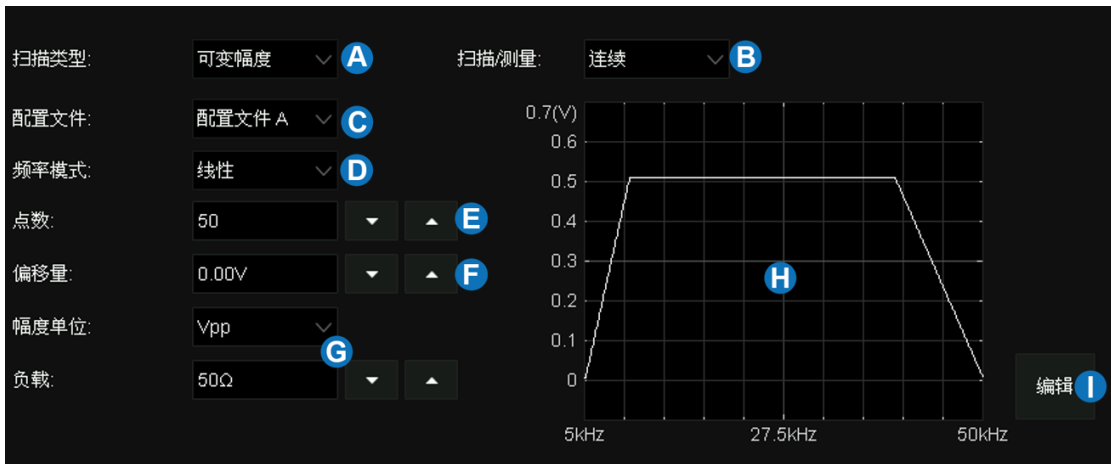 扫描类型: 可变幅度 A 扫描/测量: 连续 B
配置文件: 配置文件 A C
频率模式: 线性 D
点数: 50 E
偏移量: 0.00V F
幅度单位: Vpp
G
负载: 50Ω
0.7(V)
0.6
0.5
0.4
0.3
H
0.2
0.1
0
5kHz 27.5kHz 50kHz
编辑 I